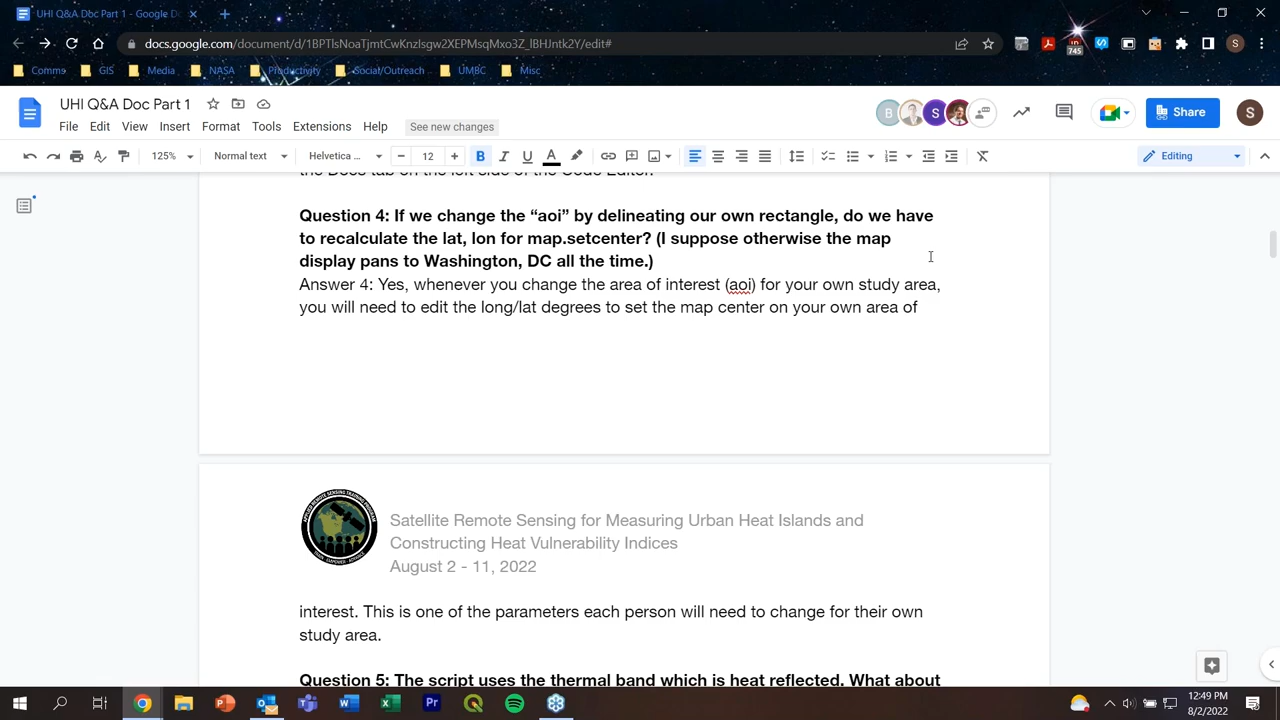 UHI Q&A Doc Part 1 - Google Do
docs.google.com/document/d/1BPTlsNoaTjmtCwKnzlsgw2XEPMsqMxo3Z_lBHJntk2Y/edit#
745
S
Comms
GIS
Media
NASA
Productivity
Social/Outreach
UMBC
Misc
UHI Q&A Doc Part 1
B
S
Share
S
File Edit View Insert Format Tools Extensions Help See new changes
125%
Normal text
Helvetica ...
12
B
I
U
A
Editing
the Docs tab on the left side of the Code Editor.
Question 4: If we change the “aoi” by delineating our own rectangle, do we have
to recalculate the lat, lon for map.setcenter? (I suppose otherwise the map
display pans to Washington, DC all the time.)
Answer 4: Yes, whenever you change the area of interest (aoi) for your own study area,
you will need to edit the long/lat degrees to set the map center on your own area of
Satellite Remote Sensing for Measuring Urban Heat Islands and
Constructing Heat Vulnerability Indices
August 2 - 11, 2022
interest. This is one of the parameters each person will need to change for their own
study area.
Question 5: The script uses the thermal band which is heat reflected. What about
12:49 PM
8/2/2022